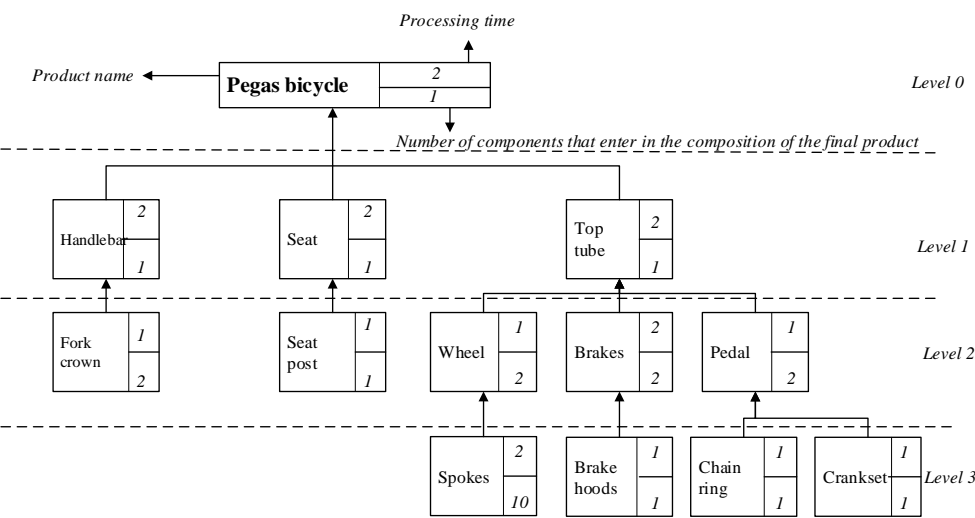 Processing time
Product name
Pegas bicycle
2
1
Level 0
Number of components that enter in the composition of the final product
Handlebar
2
1
Seat
2
1
Top
tube
2
1
Level 1
Fork
crown
1
2
Seat
post
1
1
Wheel
1
2
Brakes
2
2
Pedal
1
2
Level 2
Spokes
2
10
Brake
hoods
1
1
Chain
ring
1
1
Crankset
1
1
Level 3